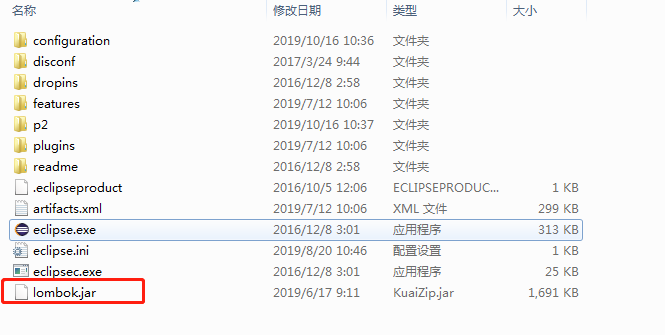 名称 修改日期 类型 大小
configuration 2019/10/16 10:36 文件夹
disconf 2017/3/24 9:44 文件夹
dropins 2016/12/8 2:58 文件夹
features 2019/7/12 10:06 文件夹
p2 2019/10/16 10:37 文件夹
plugins 2019/7/12 10:06 文件夹
readme 2016/12/8 2:58 文件夹
.eclipseproduct 2016/10/5 12:06 ECLIPSEPRODUC... 1 KB
artifacts.xml 2019/7/12 10:06 XML 文件 299 KB
eclipse.exe 2016/12/8 3:01 应用程序 313 KB
eclipse.ini 2019/8/20 10:46 配置设置 1 KB
eclipsec.exe 2016/12/8 3:01 应用程序 25 KB
lombok.jar 2019/6/17 9:11 KuaiZip.jar 1,691 KB